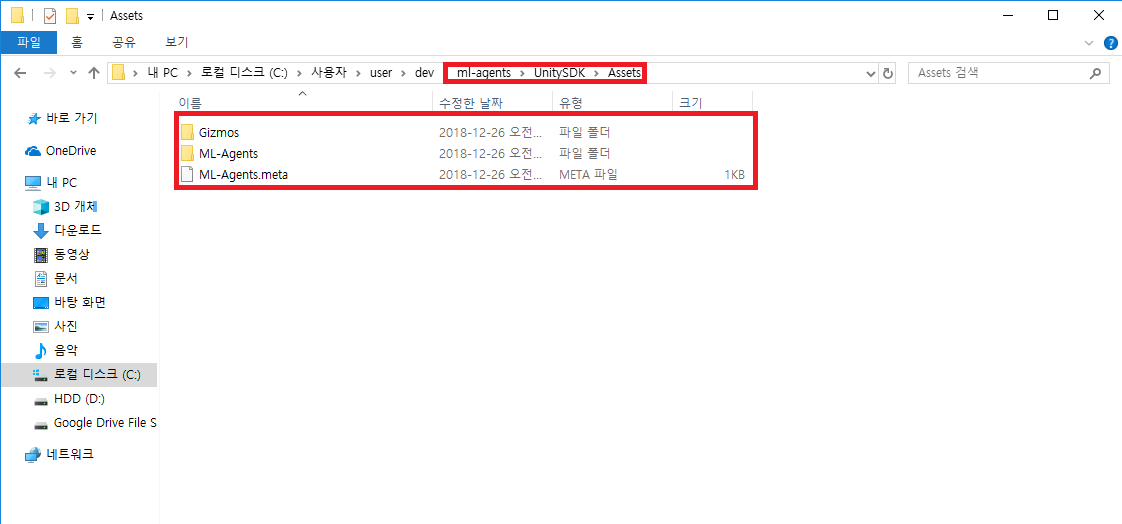 Assets
파일 홈 공유 보기
내 PC 로컬 디스크 (C:) 사용자 user dev ml-agents UnitySDK Assets Assets 검색
이름 수정한 날짜 유형 크기
Gizmos 2018-12-26 오전... 파일 폴더
ML-Agents 2018-12-26 오전... 파일 폴더
ML-Agents.meta 2018-12-26 오전... META 파일 1KB
바로 가기
OneDrive
내 PC
3D 개체
다운로드
동영상
문서
바탕 화면
사진
음악
로컬 디스크 (C:)
HDD (D:)
Google Drive File S
네트워크